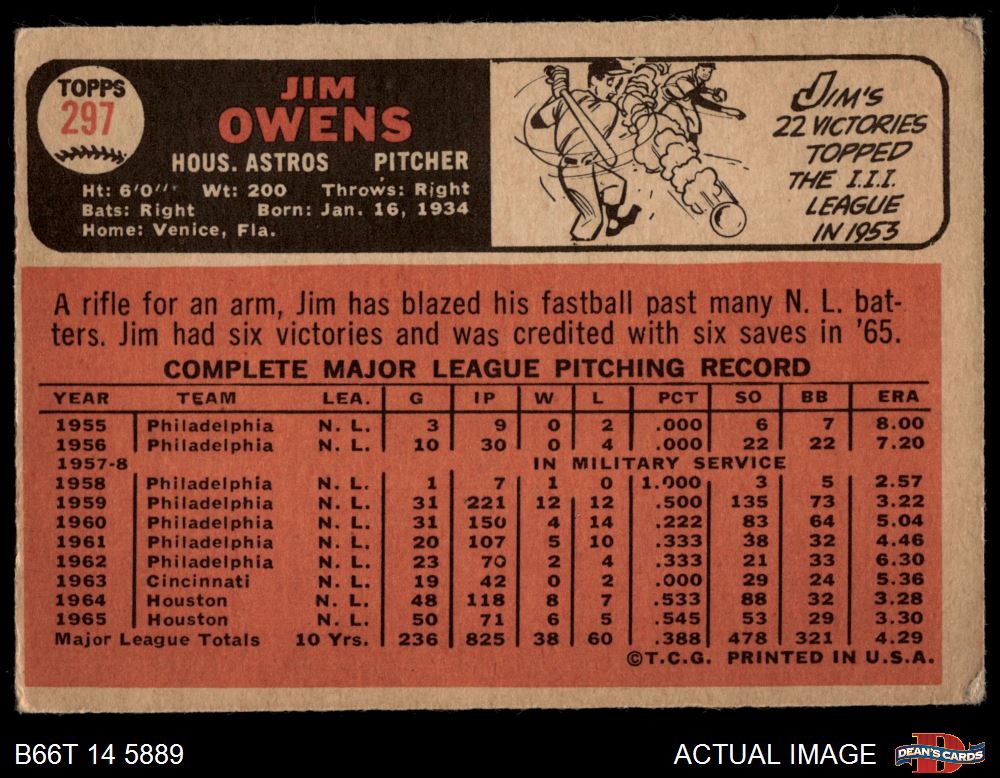 TOPPS
297
JIM
OWENS
HOUS. ASTROS PITCHER
Ht: 6'0" Wt: 200 Throws: Right
Bats: Right Born: Jan. 16, 1934
Home: Venice, Fla.
JIM'S
22 VICTORIES
TOPPED
THE I.I.I.
LEAGUE
IN 1953
A rifle for an arm, Jim has blazed his fastball past many N. L. bat-
ters. Jim had six victories and was credited with six saves in '65.
COMPLETE MAJOR LEAGUE PITCHING RECORD
YEAR TEAM LEA. G IP W L PCT SO BB ERA
1955 Philadelphia N. L. 3 9 0 2 .000 6 7 8.00
1956 Philadelphia N. L. 10 30 0 4 .000 22 22 7.20
1957-8 IN MILITARY SERVICE
1958 Philadelphia N. L. 1 7 1 0 1.000 3 5 2.57
1959 Philadelphia N. L. 31 221 12 12 .500 135 73 3.22
1960 Philadelphia N. L. 31 150 4 14 .222 83 64 5.04
1961 Philadelphia N. L. 20 107 5 10 .333 38 32 4.46
1962 Philadelphia N. L. 23 70 2 4 .333 21 33 6.30
1963 Cincinnati N. L. 19 42 0 2 .000 29 24 5.36
1964 Houston N. L. 48 118 8 7 .533 88 32 3.28
1965 Houston N. L. 50 71 6 5 .545 53 29 3.30
Major League Totals 10 Yrs. 236 825 38 60 .388 478 321 4.29
©T.C.G. PRINTED IN U.S.A.
B66T 14 5889 ACTUAL IMAGE DEAN'S CARDS